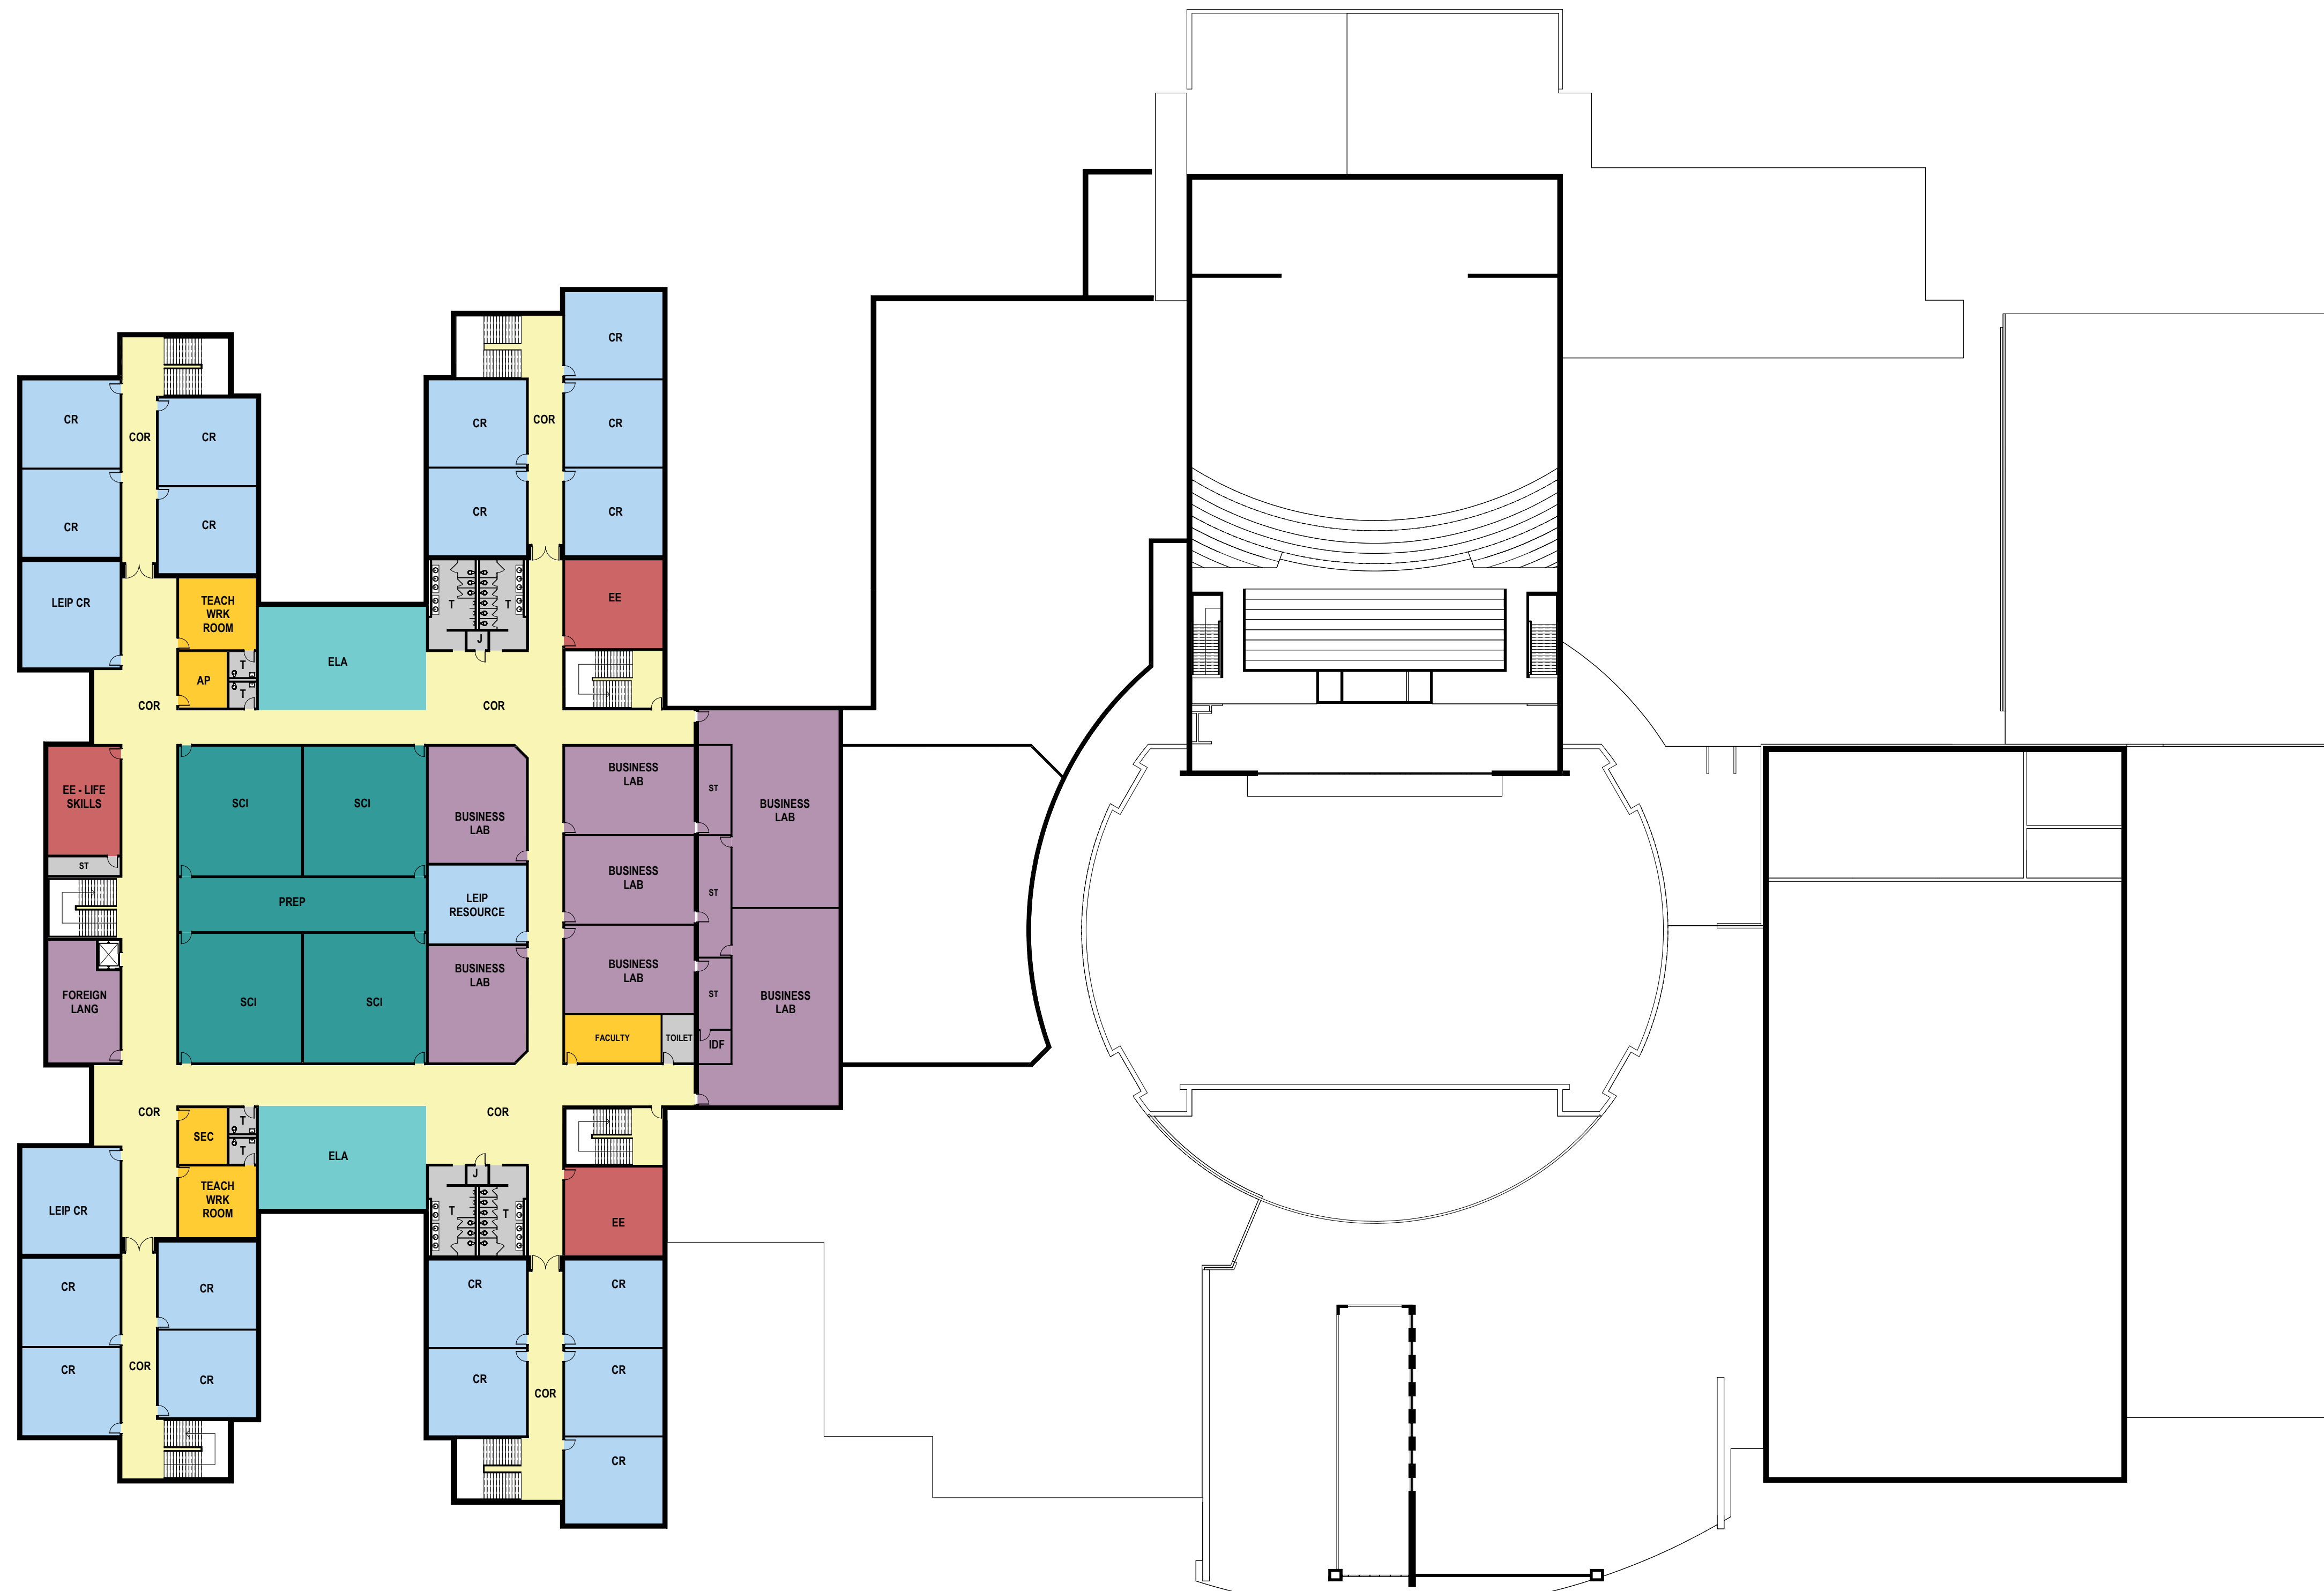 CR
CR
COR
CR
CR
COR
CR
CR
CR
CR
CR
CR
LEIP CR
TEACH
WRK
ROOM
ELA
T
T
J
EE
AP
T
T
COR
COR
EE - LIFE
SKILLS
ST
SCI
SCI
BUSINESS
LAB
BUSINESS
LAB
ST
BUSINESS
LAB
PREP
LEIP
RESOURCE
BUSINESS
LAB
ST
FOREIGN
LANG
SCI
SCI
BUSINESS
LAB
BUSINESS
LAB
ST
BUSINESS
LAB
FACULTY
TOILET
IDF
COR
COR
SEC
T
T
ELA
J
TEACH
WRK
ROOM
LEIP CR
T
T
EE
CR
CR
CR
CR
CR
COR
CR
CR
COR
CR
CR
CR